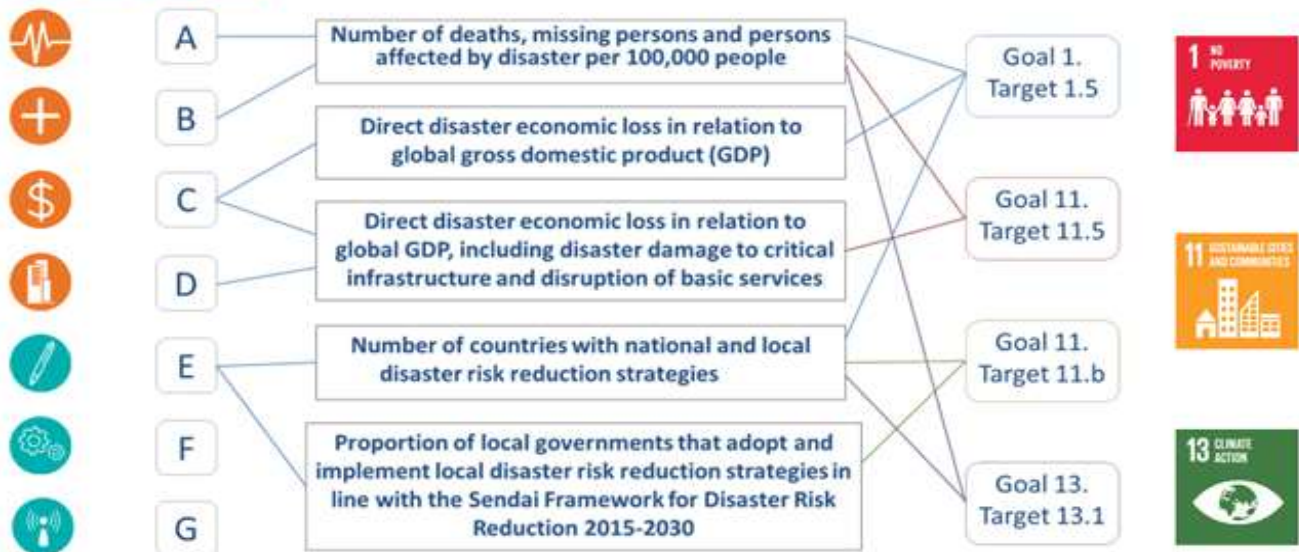 A
B
C
D
E
F
G
Number of deaths, missing persons and persons
affected by disaster per 100,000 people
Direct disaster economic loss in relation to
global gross domestic product (GDP)
Direct disaster economic loss in relation to
global GDP, including disaster damage to critical
infrastructure and disruption of basic services
Number of countries with national and local
disaster risk reduction strategies
Proportion of local governments that adopt and
implement local disaster risk reduction strategies in
line with the Sendai Framework for Disaster Risk
Reduction 2015-2030
Goal 1.
Target 1.5
Goal 11.
Target 11.5
Goal 11.
Target 11.b
Goal 13.
Target 13.1
1 NO
POVERTY
11 SUSTAINABLE CITIES
AND COMMUNITIES
13 CLIMATE
ACTION